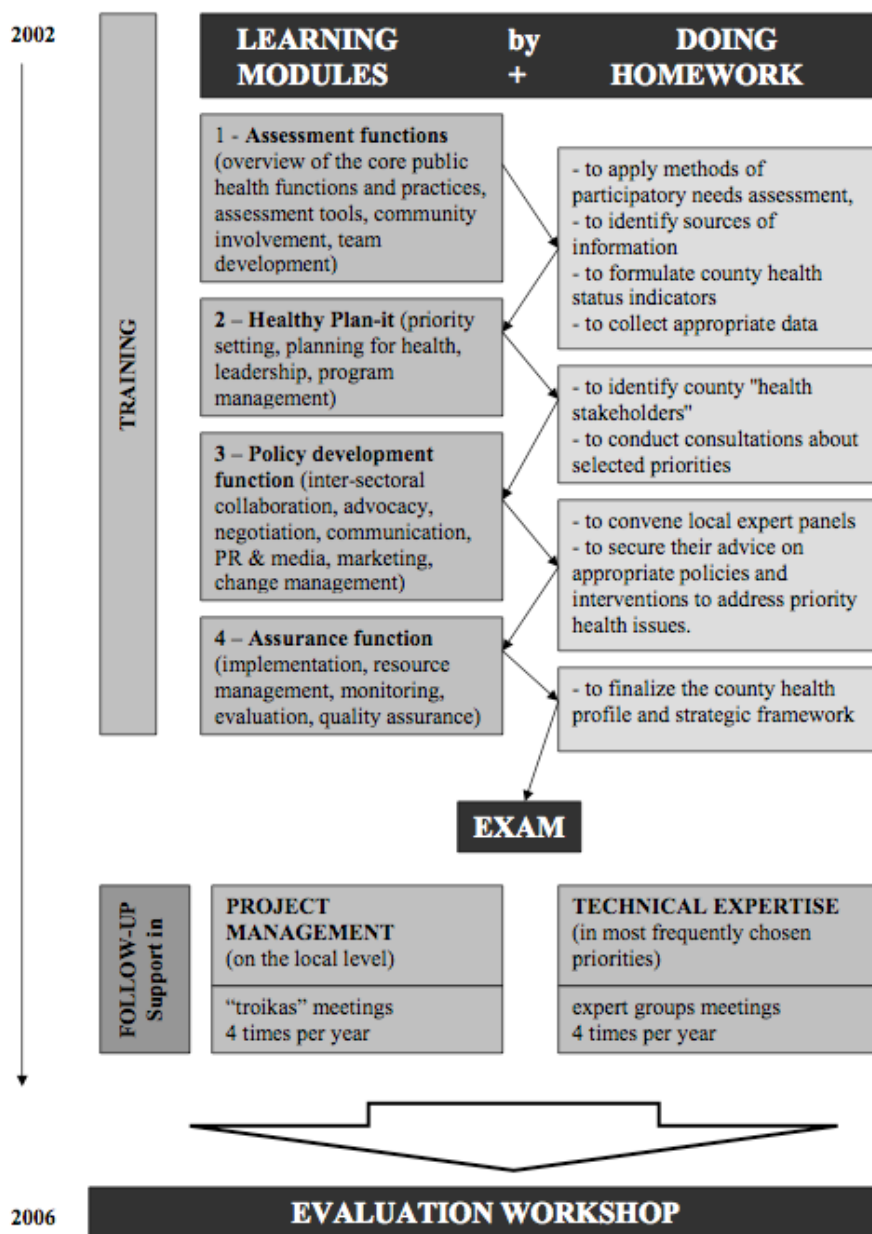 2002
LEARNING by DOING
MODULES + HOMEWORK
TRAINING
1 - Assessment functions
(overview of the core public
health functions and practices,
assessment tools, community
involvement, team
development)
- to apply methods of
participatory needs assessment,
- to identify sources of
information
- to formulate county health
status indicators
- to collect appropriate data
2 – Healthy Plan-it (priority
setting, planning for health,
leadership, program
management)
- to identify county "health
stakeholders"
- to conduct consultations about
selected priorities
3 – Policy development
function (inter-sectoral
collaboration, advocacy,
negotiation, communication,
PR & media, marketing,
change management)
- to convene local expert panels
- to secure their advice on
appropriate policies and
interventions to address priority
health issues.
4 – Assurance function
(implementation, resource
management, monitoring,
evaluation, quality assurance)
- to finalize the county health
profile and strategic framework
EXAM
FOLLOW-UP
Support in
PROJECT
MANAGEMENT
(on the local level)
“troikas” meetings
4 times per year
TECHNICAL EXPERTISE
(in most frequently chosen
priorities)
expert groups meetings
4 times per year
2006
EVALUATION WORKSHOP